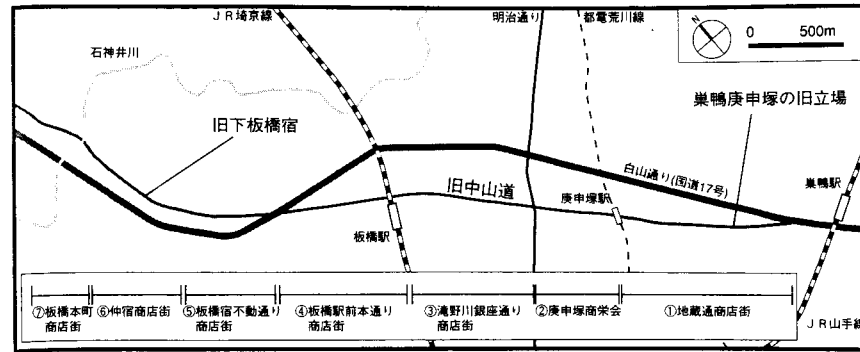 JR埼京線
明治通り
都電荒川線
N
0 500m
石神井川
巣鴨庚申塚の旧立場
旧下板橋宿
白山通り(国道17号)
巣鴨駅
旧中山道
庚申塚駅
板橋駅
⑦板橋本町
商店街
⑥仲宿商店街
⑤板橋宿不動通り
商店街
④板橋駅前本通り
商店街
③滝野川銀座通り
商店街
②庚申塚商栄会
①地蔵通商店街
JR山手線